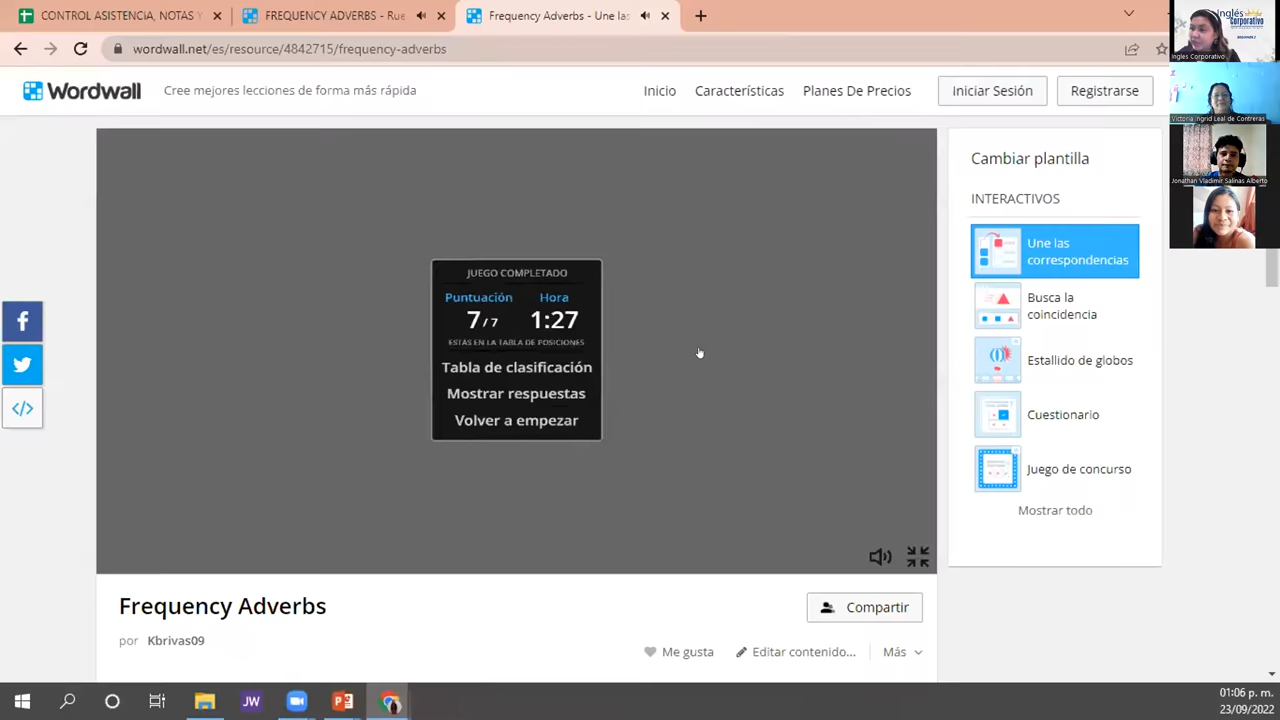 CONTROL ASISTENCIA, NOTAS Y
FREQUENCY ADVERBS - Rue
Frequency Adverbs - Une las
wordwall.net/es/resource/4842715/frequency-adverbs
Wordwall
Cree mejores lecciones de forma más rápida
Inicio
Características
Planes De Precios
Iniciar Sesión
Registrarse
Inglés
Corporativo
BEGINNER 2
Ingles Corporativo
Victoria Ingrid Leal de Contreras
Jonathan Vladimir Salinas Alberto
JUEGO COMPLETADO
Puntuación
Hora
7/7
1:27
ESTÁS EN LA TABLA DE POSICIONES
Tabla de clasificación
Mostrar respuestas
Volver a empezar
Cambiar plantilla
INTERACTIVOS
Une las
correspondencias
Busca la
coincidencia
Estallido de globos
Cuestionario
Juego de concurso
Mostrar todo
Frequency Adverbs
Compartir
por Kbrivas09
Me gusta
Editar contenido...
Más
JW
01:06 p. m.
23/09/2022